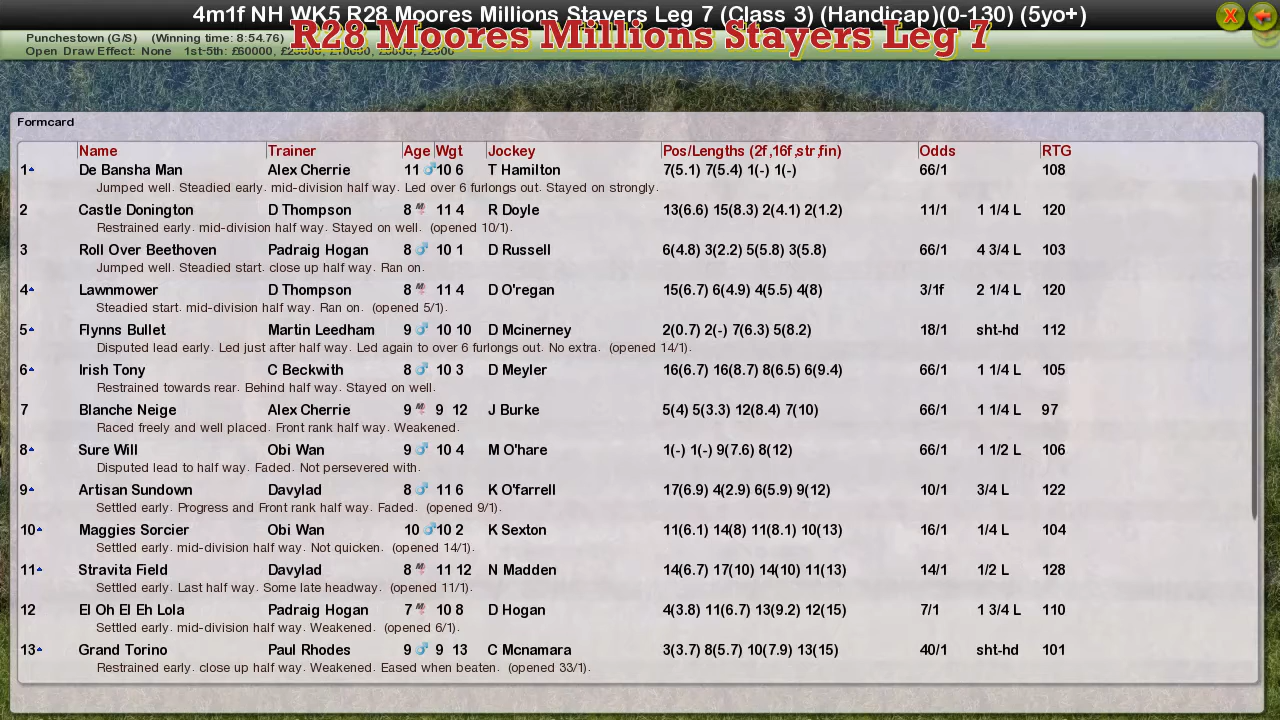 4m1f NH WK5 R28 Moores Millions Stayers Leg 7 (Class 3) (Handicap)(0-130) (5yo+)
R28 Moores Millions Stayers Leg 7
Punchestown (G/S) (Winning time: 8:54.76)
Open Draw Effect: None 1st-5th: £60000,
Formcard
Name Trainer Age Wgt Jockey Pos/Lengths (2f,16f,str,fin) Odds RTG
1 De Bansha Man Alex Cherrie 11 10 6 T Hamilton 7(5.1) 7(5.4) 1(-) 1(-) 66/1 108
Jumped well. Steadied early. mid-division half way. Led over 6 furlongs out. Stayed on strongly.
2 Castle Donington D Thompson 8 11 4 R Doyle 13(6.6) 15(8.3) 2(4.1) 2(1.2) 11/1 1 1/4 L 120
Restrained early. mid-division half way. Stayed on well. (opened 10/1).
3 Roll Over Beethoven Padraig Hogan 8 10 1 D Russell 6(4.8) 3(2.2) 5(5.8) 3(5.8) 66/1 4 3/4 L 103
Jumped well. Steadied start. close up half way. Ran on.
4 Lawnmower D Thompson 8 11 4 D O'regan 15(6.7) 6(4.9) 4(5.5) 4(8) 3/1f 2 1/4 L 120
Steadied start. mid-division half way. Ran on. (opened 5/1).
5 Flynns Bullet Martin Leedham 9 10 10 D Mcinerney 2(0.7) 2(-) 7(6.3) 5(8.2) 18/1 sht-hd 112
Disputed lead early. Led just after half way. Led again to over 6 furlongs out. No extra. (opened 14/1).
6 Irish Tony C Beckwith 8 10 3 D Meyler 16(6.7) 16(8.7) 8(6.5) 6(9.4) 66/1 1 1/4 L 105
Restrained towards rear. Behind half way. Stayed on well.
7 Blanche Neige Alex Cherrie 9 9 12 J Burke 5(4) 5(3.3) 12(8.4) 7(10) 66/1 1 1/4 L 97
Raced freely and well placed. Front rank half way. Weakened.
8 Sure Will Obi Wan 9 10 4 M O'hare 1(-) 1(-) 9(7.6) 8(12) 66/1 1 1/2 L 106
Disputed lead to half way. Faded. Not persevered with.
9 Artisan Sundown Davylad 8 11 6 K O'farrell 17(6.9) 4(2.9) 6(5.9) 9(12) 10/1 3/4 L 122
Settled early. Progress and Front rank half way. Faded. (opened 9/1).
10 Maggies Sorcier Obi Wan 10 10 2 K Sexton 11(6.1) 14(8) 11(8.1) 10(13) 16/1 1/4 L 104
Settled early. mid-division half way. Not quicken. (opened 14/1).
11 Stravita Field Davylad 8 11 12 N Madden 14(6.7) 17(10) 14(10) 11(13) 14/1 1/2 L 128
Settled early. Last half way. Some late headway. (opened 11/1).
12 El Oh El Eh Lola Padraig Hogan 7 10 8 D Hogan 4(3.8) 11(6.7) 13(9.2) 12(15) 7/1 1 3/4 L 110
Settled early. mid-division half way. Weakened. (opened 6/1).
13 Grand Torino Paul Rhodes 9 9 13 C Mcnamara 3(3.7) 8(5.7) 10(7.9) 13(15) 40/1 sht-hd 101
Restrained early. close up half way. Weakened. Eased when beaten. (opened 33/1).